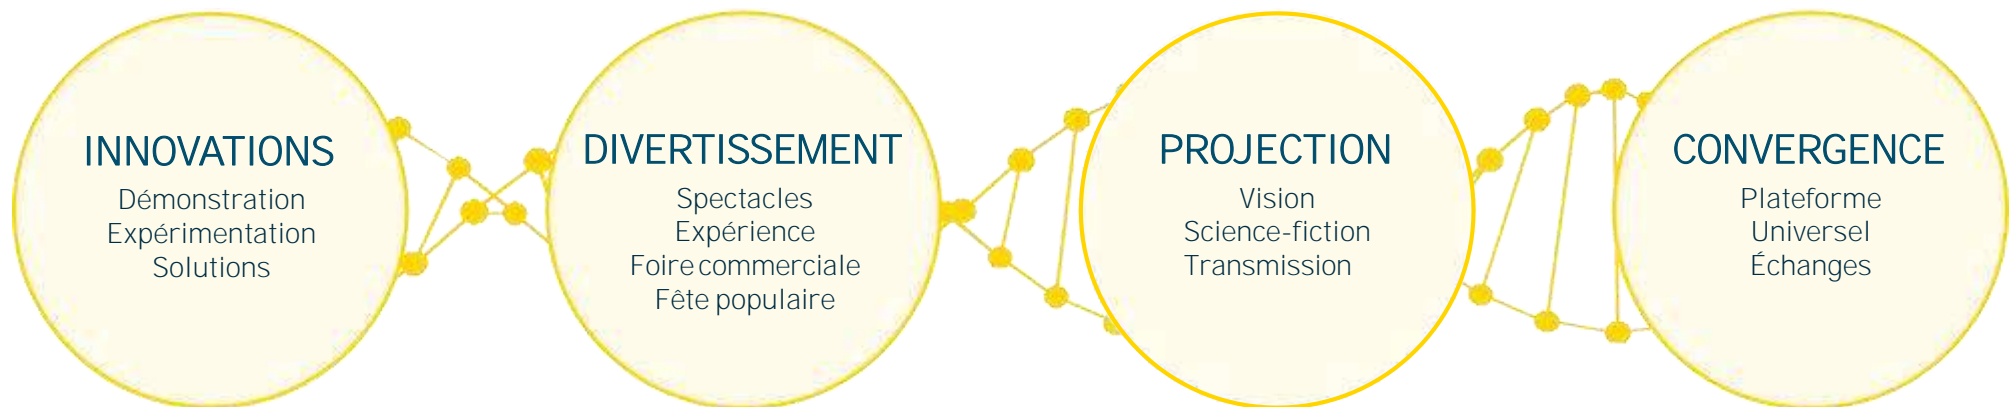 INNOVATIONS
Démonstration
Expérimentation
Solutions
DIVERTISSEMENT
Spectacles
Expérience
Foire commerciale
Fête populaire
PROJECTION
Vision
Science-fiction
Transmission
CONVERGENCE
Plateforme
Universel
Échanges